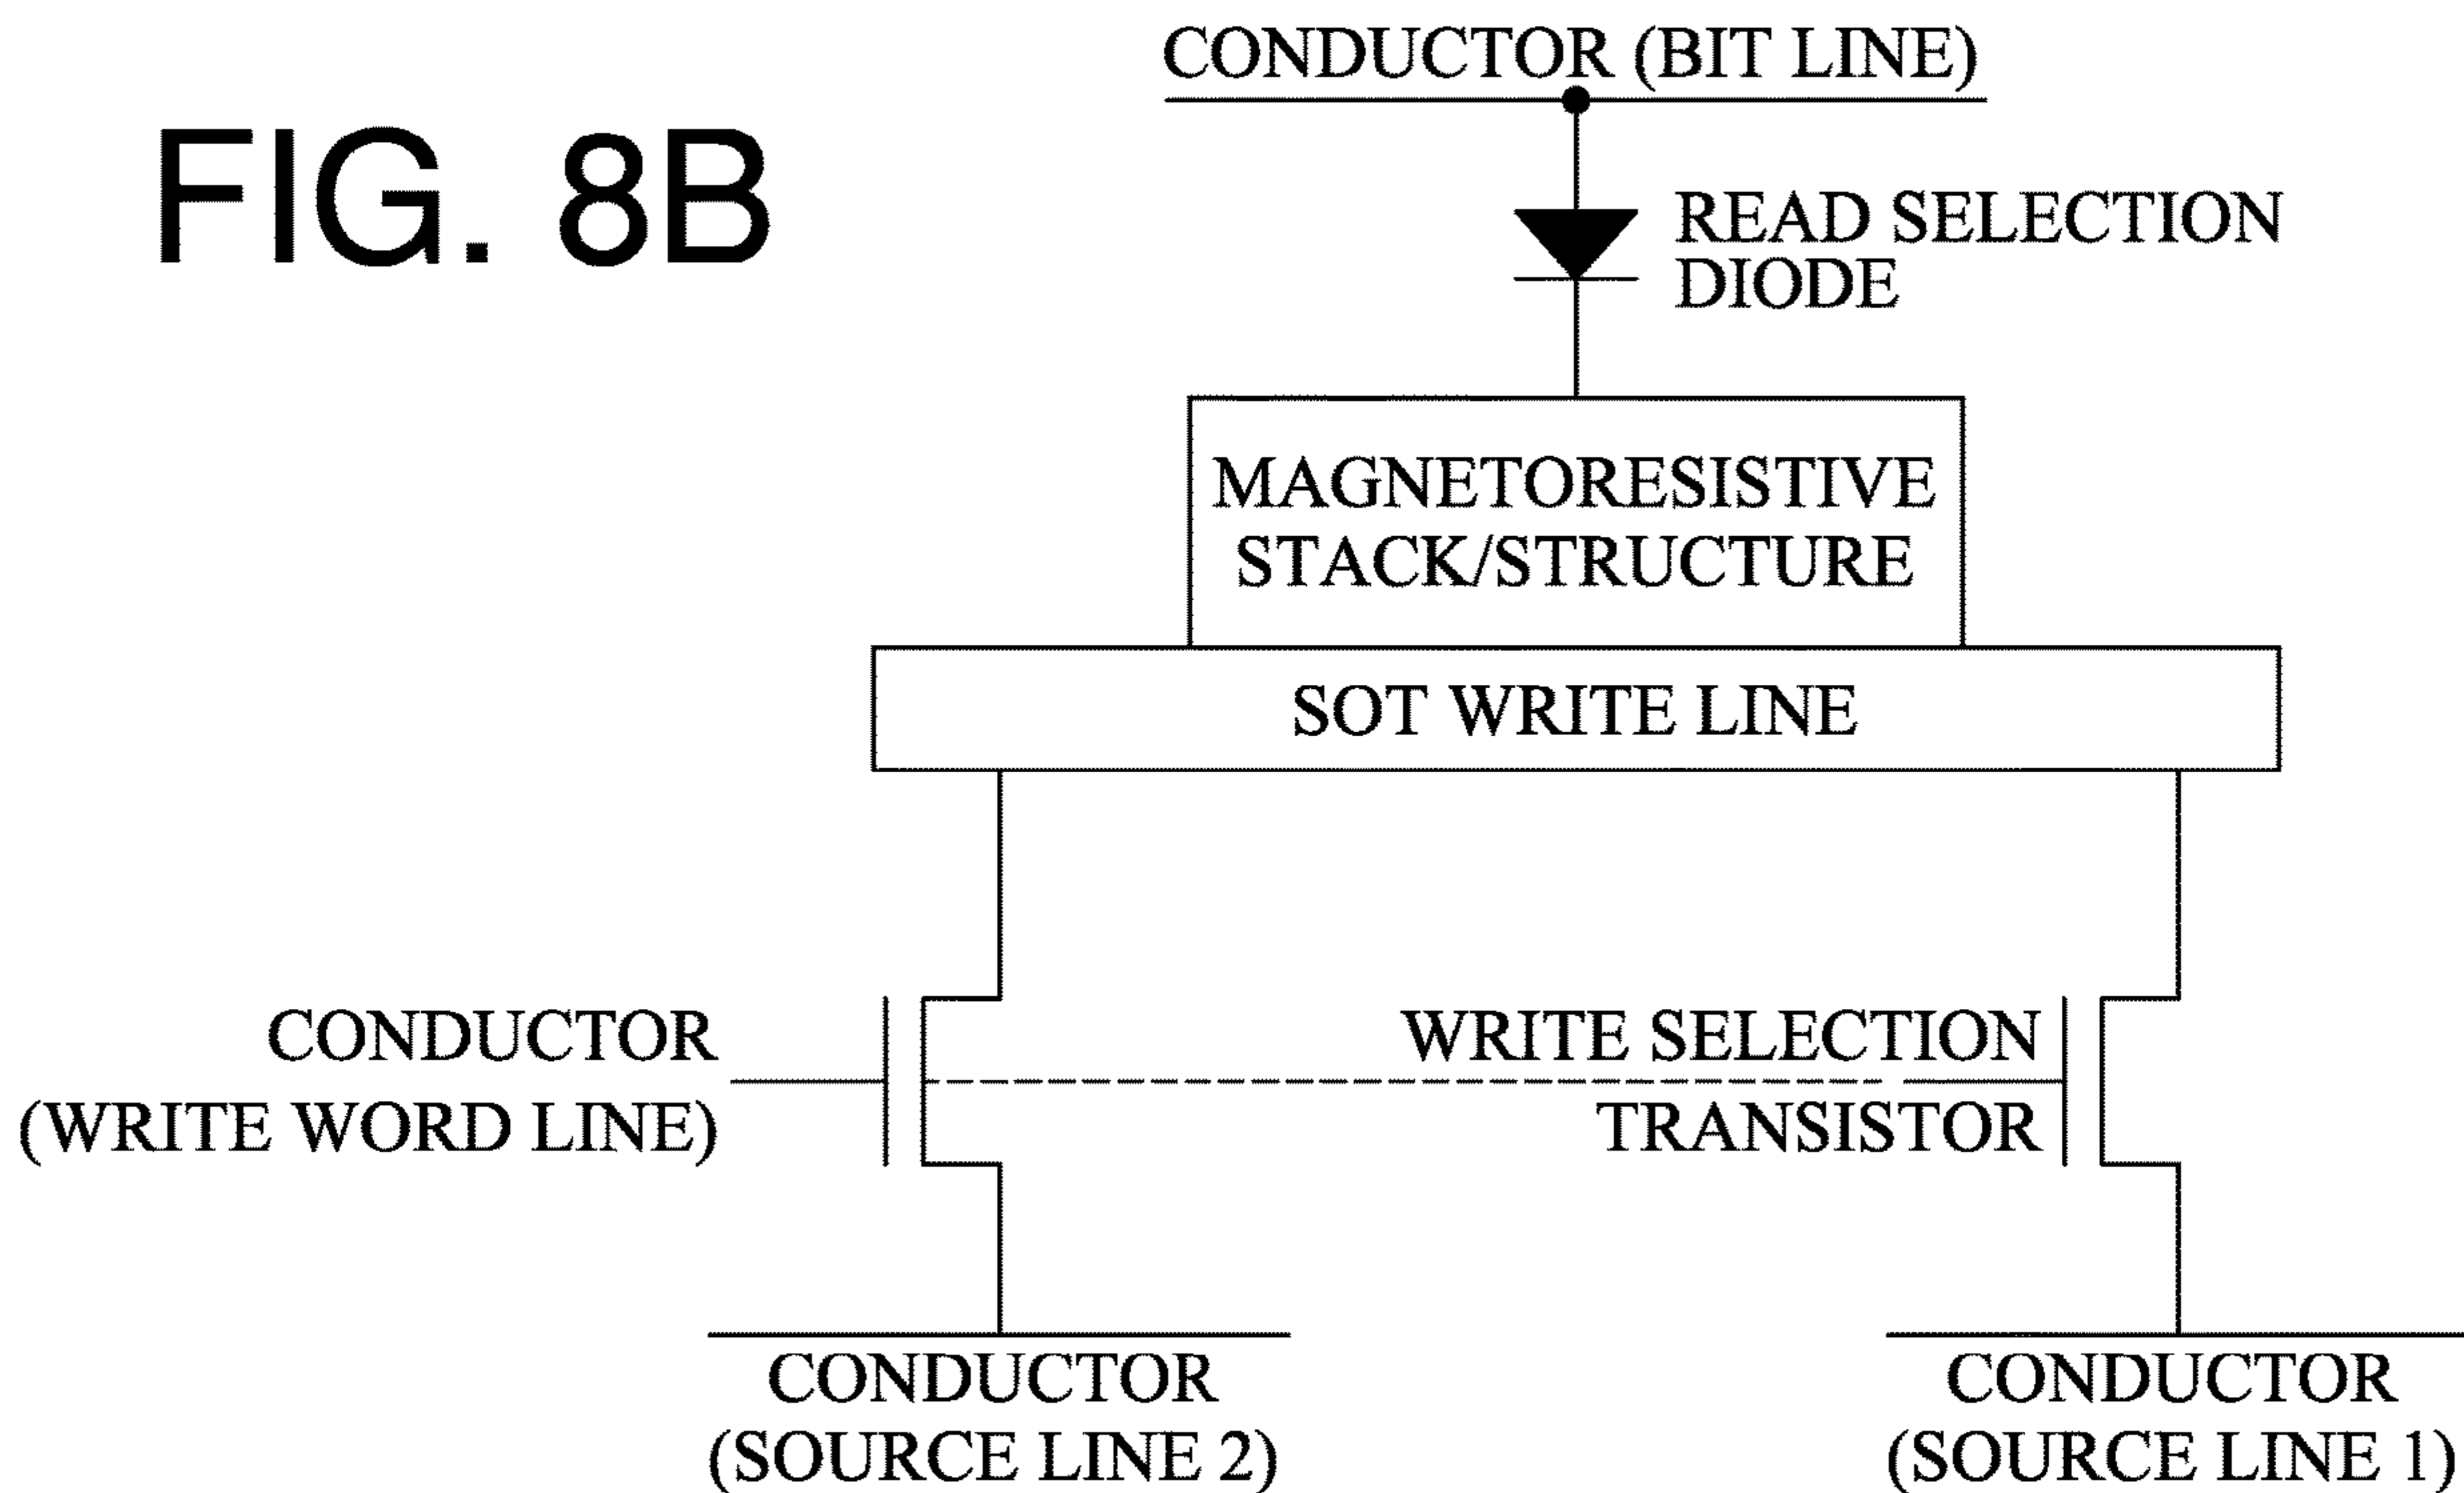 CONDUCTOR (BIT LINE)
FIG. 8B
READ SELECTION
DIODE
MAGNETORESISTIVE
STACK/STRUCTURE
SOT WRITE LINE
CONDUCTOR
(WRITE WORD LINE)
WRITE SELECTION
TRANSISTOR
CONDUCTOR
(SOURCE LINE 2)
CONDUCTOR
(SOURCE LINE 1)